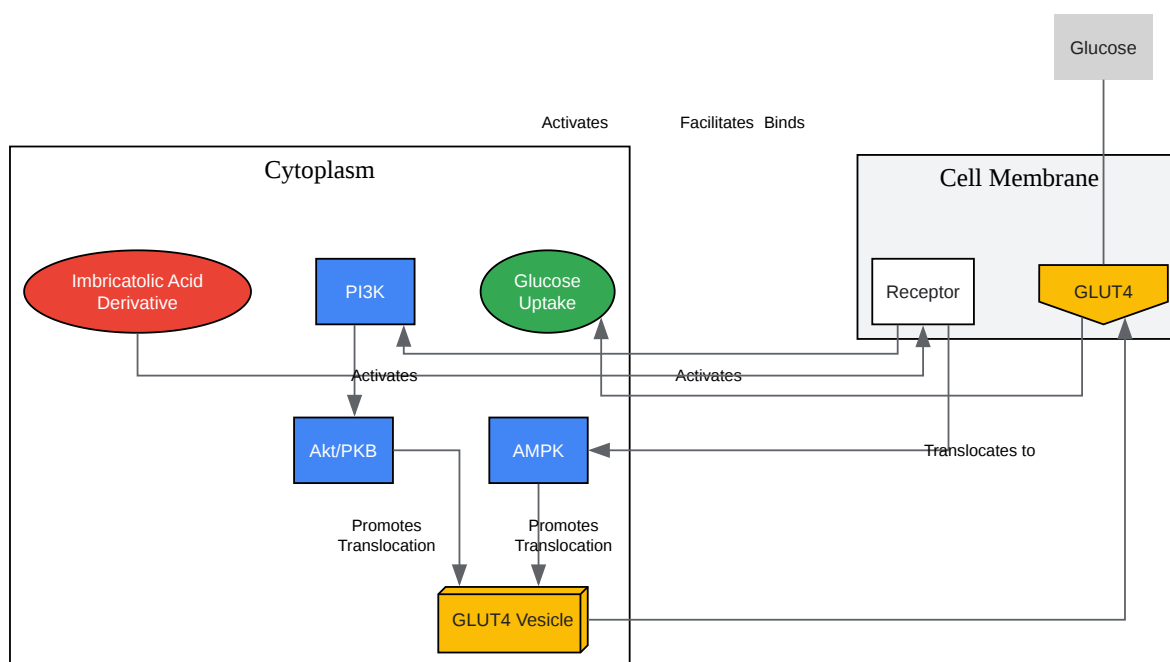 Glucose
Activates
Facilitates
Binds
Cytoplasm
Cell Membrane
Imbricatolic Acid
Derivative
PI3K
Glucose
Uptake
Receptor
GLUT4
Activates
Activates
Akt/PKB
AMPK
Translocates to
Promotes
Translocation
Promotes
Translocation
GLUT4 Vesicle